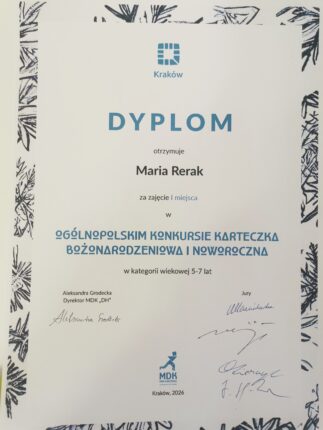 Kraków
DYPLOM
otrzymuje
Maria Rerak
za zajęcie I miejsca
w
OGÓLNOPOLSKIM KONKURSIE KARTECZKA
BOŻONARODZENIOWA I NOWOROCZNA
w kategorii wiekowej 5-7 lat
Aleksandra Grodecka
Dyrektor MDK „DH”
Jury
MDK
Kraków, 2026